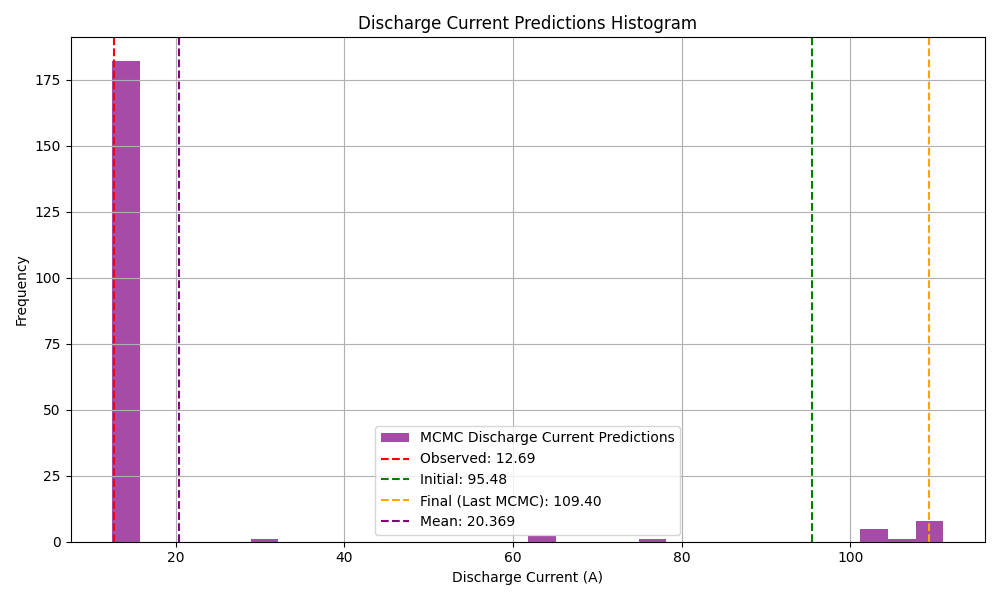 Discharge Current Predictions Histogram
Frequency
175
150
125
100
75
50
25
0
MCMC Discharge Current Predictions
Observed: 12.69
Initial: 95.48
Final (Last MCMC): 109.40
Mean: 20.369
20 40 60 80 100
Discharge Current (A)